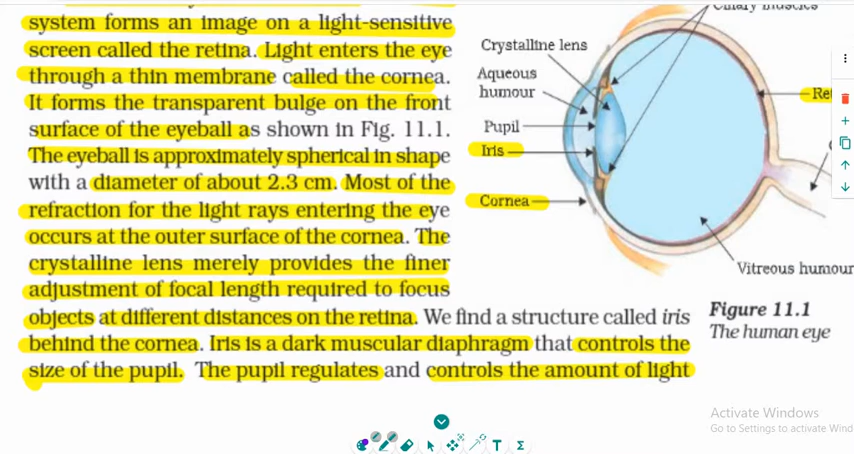 system forms an image on a light-sensitive
screen called the retina. Light enters the eye
through a thin membrane called the cornea.
It forms the transparent bulge on the front
surface of the eyeball as shown in Fig. 11.1.
The eyeball is approximately spherical in shape
with a diameter of about 2.3 cm. Most of the
refraction for the light rays entering the eye
occurs at the outer surface of the cornea. The
crystalline lens merely provides the finer
adjustment of focal length required to focus
objects at different distances on the retina. We find a structure called iris
behind the cornea. Iris is a dark muscular diaphragm that controls the
size of the pupil. The pupil regulates and controls the amount of light
Ciliary muscles
Crystalline lens
Aqueous
humour
Pupil
Iris
Cornea
Ret
Vitreous humour
Figure 11.1
The human eye
Activate Windows
Go to Settings to activate Wind